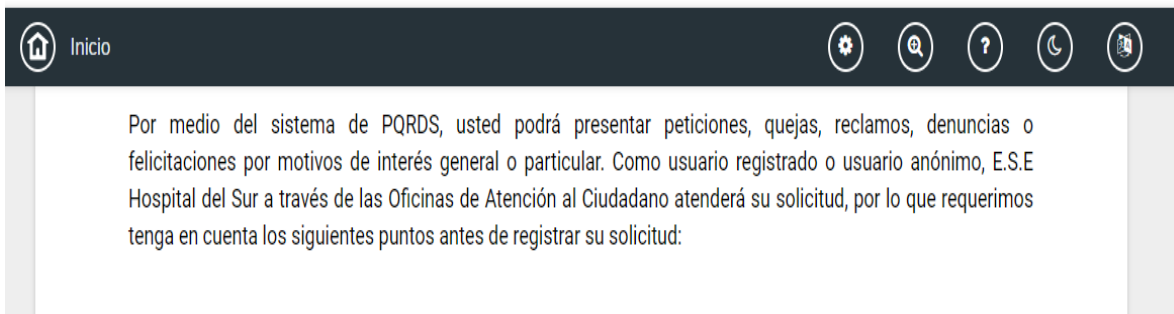 Inicio
Por medio del sistema de PQRDS, usted podrá presentar peticiones, quejas, reclamos, denuncias o
felicitaciones por motivos de interés general o particular. Como usuario registrado o usuario anónimo, E.S.E
Hospital del Sur a través de las Oficinas de Atención al Ciudadano atenderá su solicitud, por lo que requerimos
tenga en cuenta los siguientes puntos antes de registrar su solicitud: